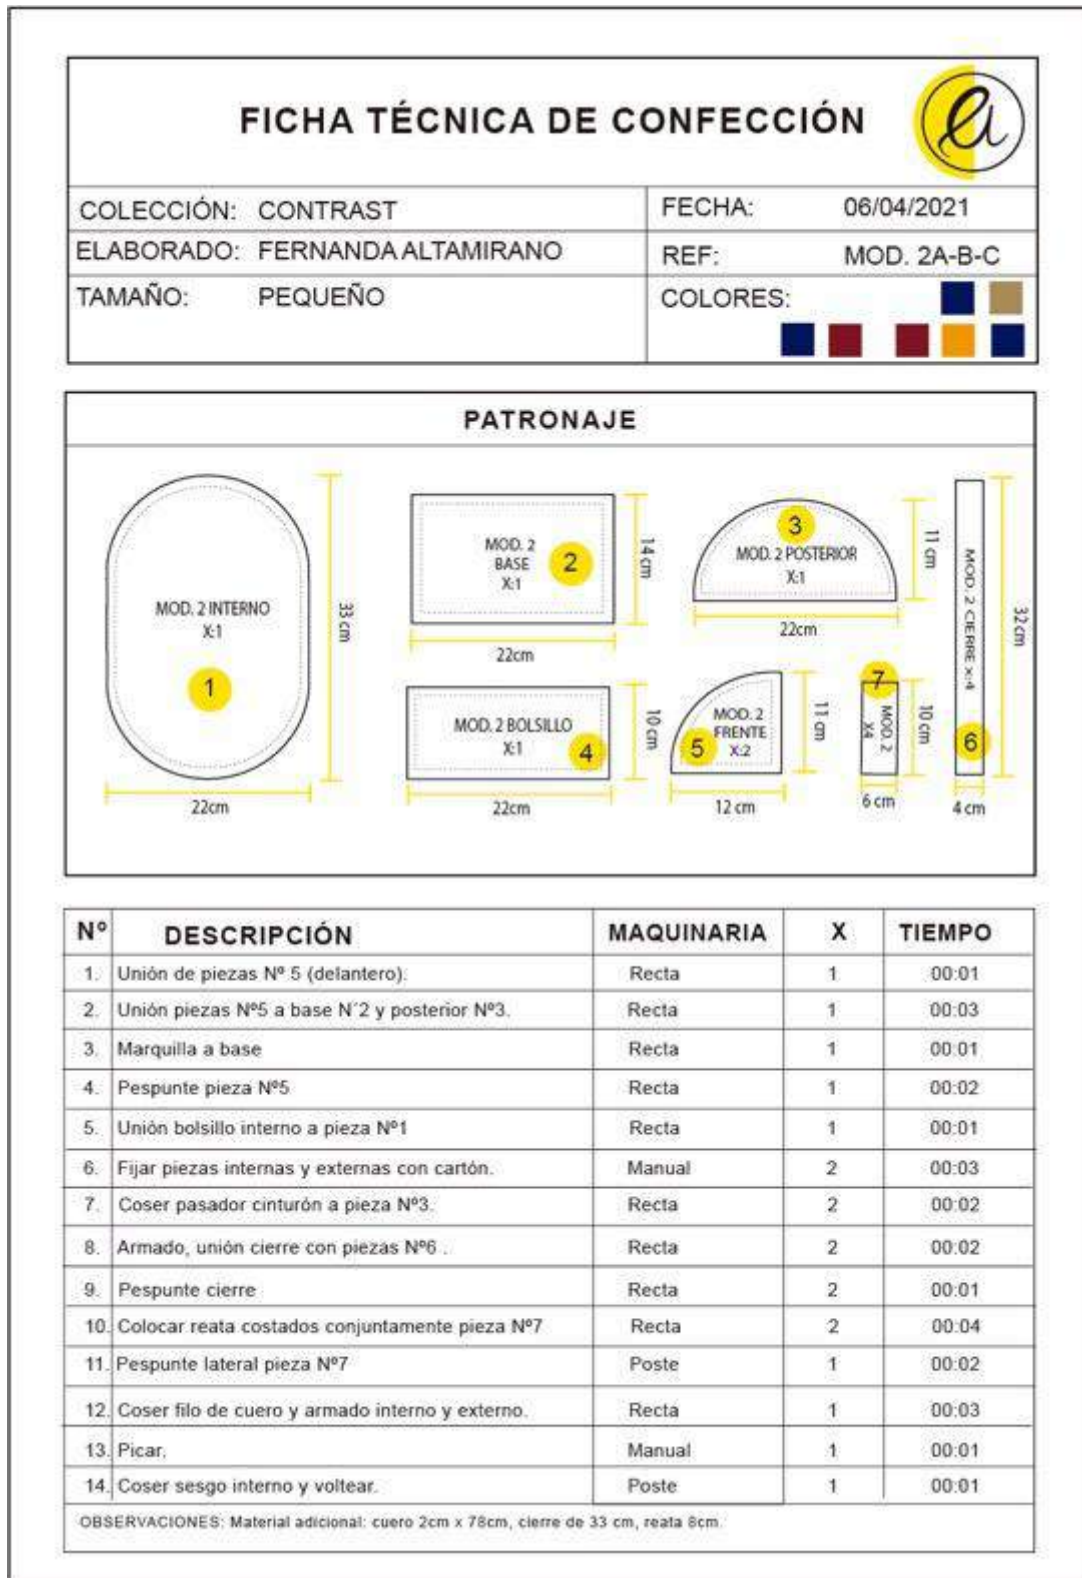 FICHA TÉCNICA DE CONFECCIÓN
ea
COLECCIÓN: CONTRAST
FECHA: 06/04/2021
ELABORADO: FERNANDA ALTAMIRANO
REF: MOD. 2A-B-C
TAMAÑO: PEQUEÑO
COLORES:
PATRONAJE
MOD. 2 INTERNO
X:1
1
33 cm
22cm
MOD. 2
BASE
X:1
2
14 cm
22cm
3
MOD. 2 POSTERIOR
X:1
11 cm
22cm
MOD. 2 BOLSILLO
X:1
4
10 cm
22cm
MOD. 2
FRENTE
X:2
5
11 cm
12 cm
7
MOD. 2
X4
10 cm
6 cm
MOD. 2 CIERRE x:4
6
32 cm
4 cm
Nº DESCRIPCIÓN MAQUINARIA X TIEMPO
1. Unión de piezas Nº 5 (delantero). Recta 1 00:01
2. Unión piezas Nº5 a base N´2 y posterior Nº3. Recta 1 00:03
3. Marquilla a base Recta 1 00:01
4. Pespunte pieza Nº5 Recta 1 00:02
5. Unión bolsillo interno a pieza Nº1 Recta 1 00:01
6. Fijar piezas internas y externas con cartón. Manual 2 00:03
7. Coser pasador cinturón a pieza Nº3. Recta 2 00:02
8. Armado, unión cierre con piezas Nº6 . Recta 2 00:02
9. Pespunte cierre Recta 2 00:01
10. Colocar reata costados conjuntamente pieza Nº7 Recta 2 00:04
11. Pespunte lateral pieza Nº7 Poste 1 00:02
12. Coser filo de cuero y armado interno y externo. Recta 1 00:03
13. Picar. Manual 1 00:01
14. Coser sesgo interno y voltear. Poste 1 00:01
OBSERVACIONES: Material adicional: cuero 2cm x 78cm, cierre de 33 cm, reata 8cm.